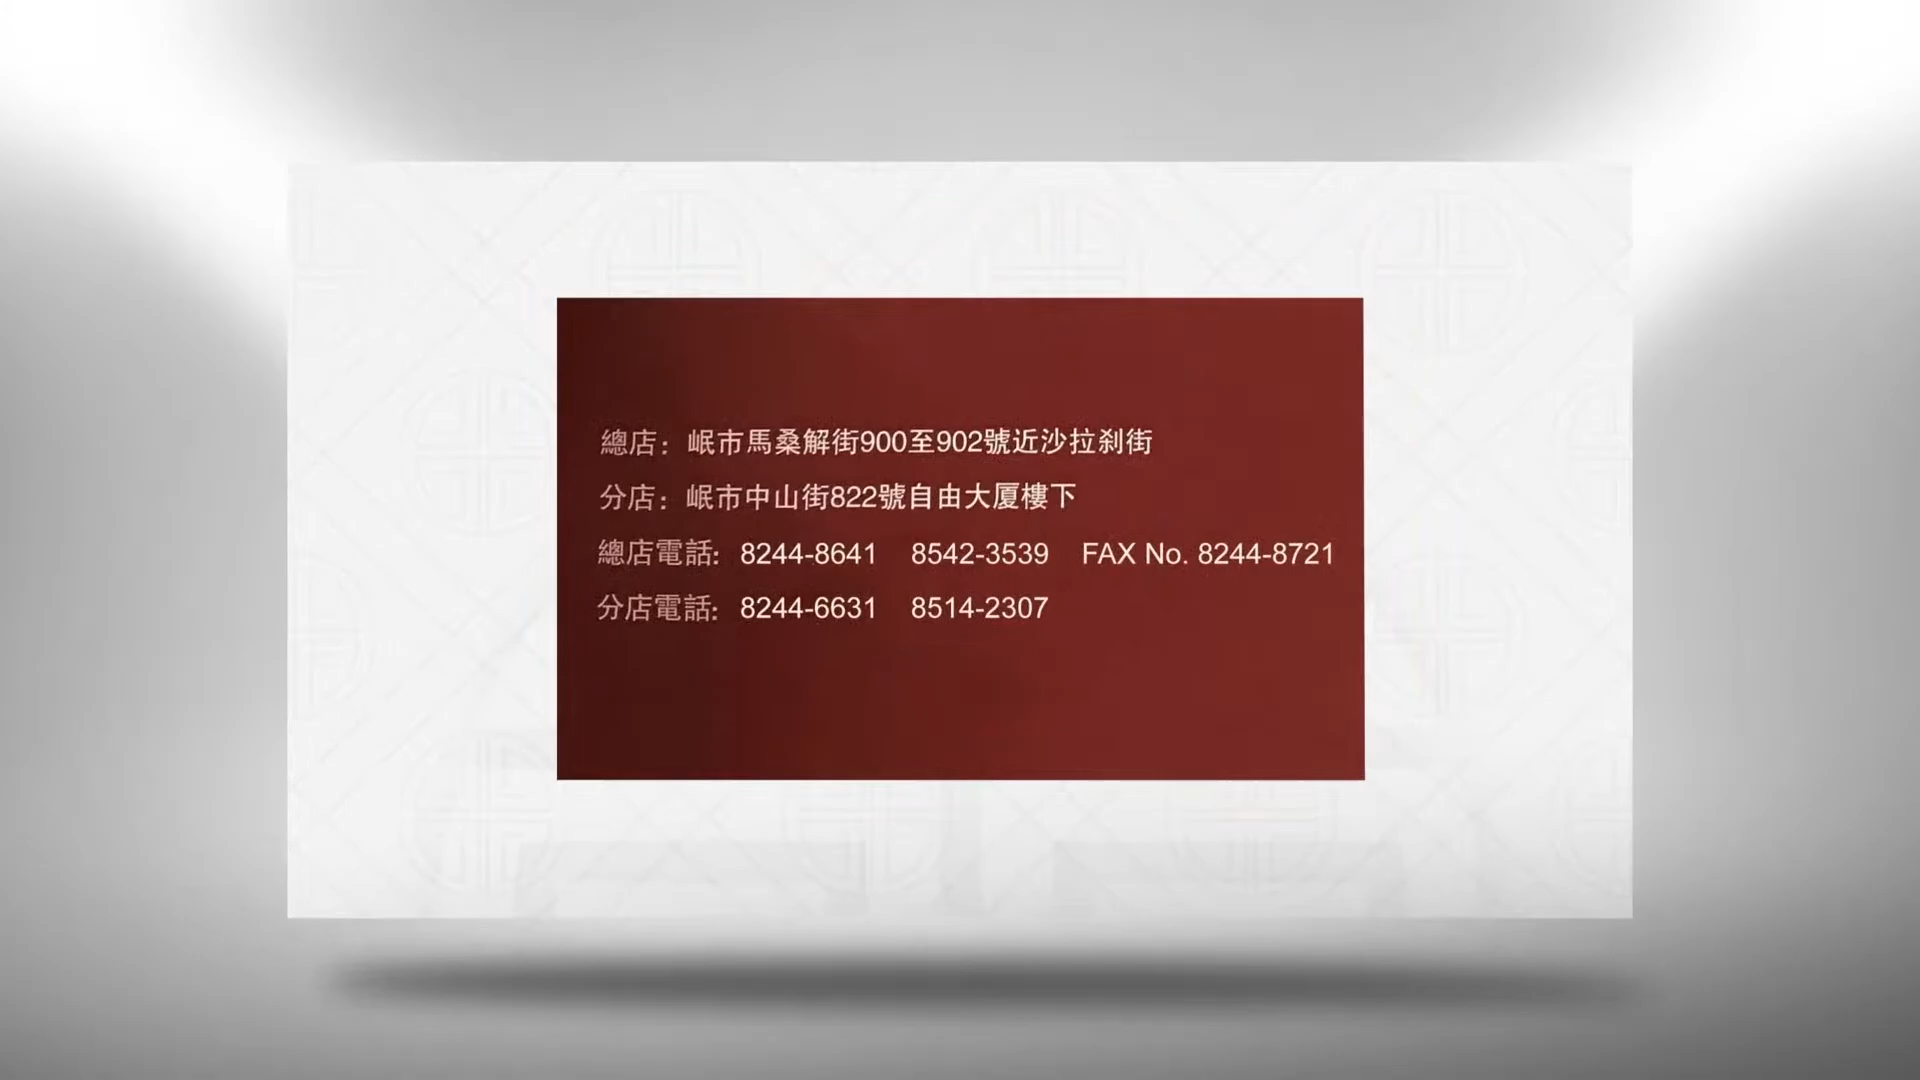 總店：岷市馬桑解街900至902號近沙拉剎街
分店：岷市中山街822號自由大厦樓下
總店電話: 8244-8641 8542-3539 FAX No. 8244-8721
分店電話: 8244-6631 8514-2307